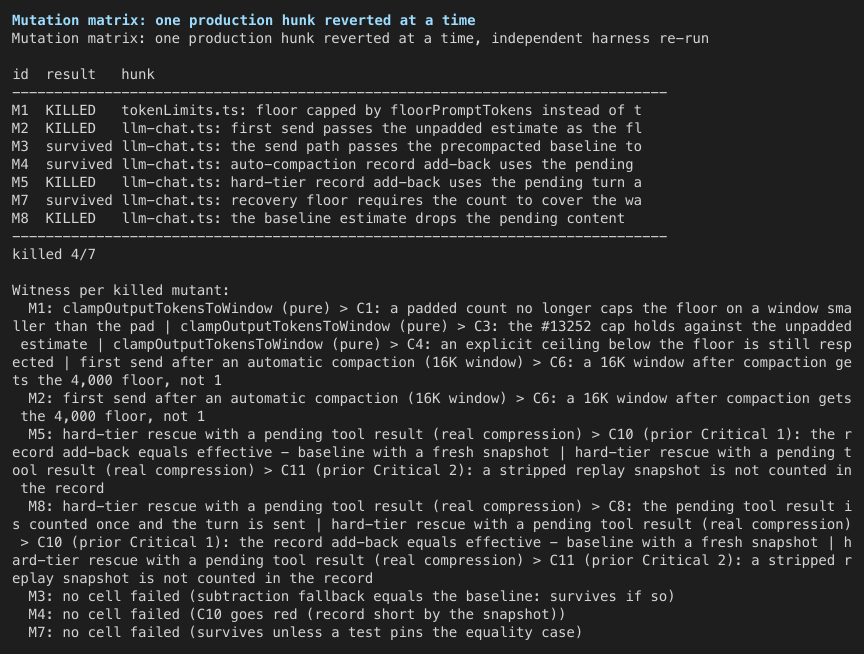 Mutation matrix: one production hunk reverted at a time
Mutation matrix: one production hunk reverted at a time, independent harness re-run
id  result   hunk
--------------------------------------------------------------------------------
M1  KILLED   tokenLimits.ts: floor capped by floorPromptTokens instead of t
M2  KILLED   llm-chat.ts: first send passes the unpadded estimate as the fl
M3  survived llm-chat.ts: the send path passes the precompacted baseline to
M4  survived llm-chat.ts: auto-compaction record add-back uses the pending
M5  KILLED   llm-chat.ts: hard-tier record add-back uses the pending turn a
M7  survived llm-chat.ts: recovery floor requires the count to cover the wa
M8  KILLED   llm-chat.ts: the baseline estimate drops the pending content
--------------------------------------------------------------------------------
killed 4/7
Witness per killed mutant:
  M1: clampOutputTokensToWindow (pure) > C1: a padded count no longer caps the floor on a window sma
ller than the pad | clampOutputTokensToWindow (pure) > C3: the #13252 cap holds against the unpadded
 estimate | clampOutputTokensToWindow (pure) > C4: an explicit ceiling below the floor is still resp
ected | first send after an automatic compaction (16K window) > C6: a 16K window after compaction ge
ts the 4,000 floor, not 1
  M2: first send after an automatic compaction (16K window) > C6: a 16K window after compaction gets
 the 4,000 floor, not 1
  M5: hard-tier rescue with a pending tool result (real compression) > C10 (prior Critical 1): the r
ecord add-back equals effective − baseline with a fresh snapshot | hard-tier rescue with a pending t
ool result (real compression) > C11 (prior Critical 2): a stripped replay snapshot is not counted in
 the record
  M8: hard-tier rescue with a pending tool result (real compression) > C8: the pending tool result i
s counted once and the turn is sent | hard-tier rescue with a pending tool result (real compression)
 > C10 (prior Critical 1): the record add-back equals effective − baseline with a fresh snapshot | h
ard-tier rescue with a pending tool result (real compression) > C11 (prior Critical 2): a stripped r
eplay snapshot is not counted in the record
  M3: no cell failed (subtraction fallback equals the baseline: survives if so)
  M4: no cell failed (C10 goes red (record short by the snapshot))
  M7: no cell failed (survives unless a test pins the equality case)